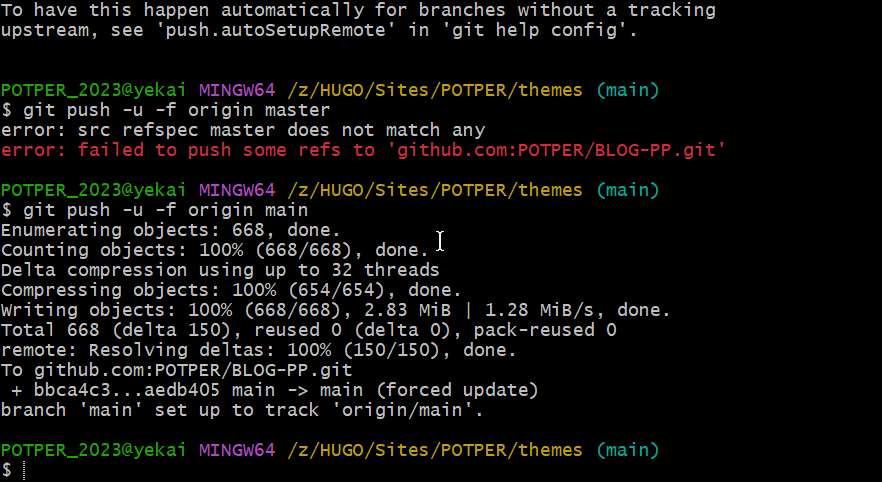 To have this happen automatically for branches without a tracking
upstream, see 'push.autoSetupRemote' in 'git help config'.
POTPER_2023@yekai MINGW64 /z/HUGO/Sites/POTPER/themes (main)
$ git push -u -f origin master
error: src refspec master does not match any
error: failed to push some refs to 'github.com:POTPER/BLOG-PP.git'
POTPER_2023@yekai MINGW64 /z/HUGO/Sites/POTPER/themes (main)
$ git push -u -f origin main
Enumerating objects: 668, done.
Counting objects: 100% (668/668), done.
Delta compression using up to 32 threads
Compressing objects: 100% (654/654), done.
Writing objects: 100% (668/668), 2.83 MiB | 1.28 MiB/s, done.
Total 668 (delta 150), reused 0 (delta 0), pack-reused 0
remote: Resolving deltas: 100% (150/150), done.
To github.com:POTPER/BLOG-PP.git
 + bbca4c3...aedb405 main -> main (forced update)
branch 'main' set up to track 'origin/main'.
POTPER_2023@yekai MINGW64 /z/HUGO/Sites/POTPER/themes (main)
$